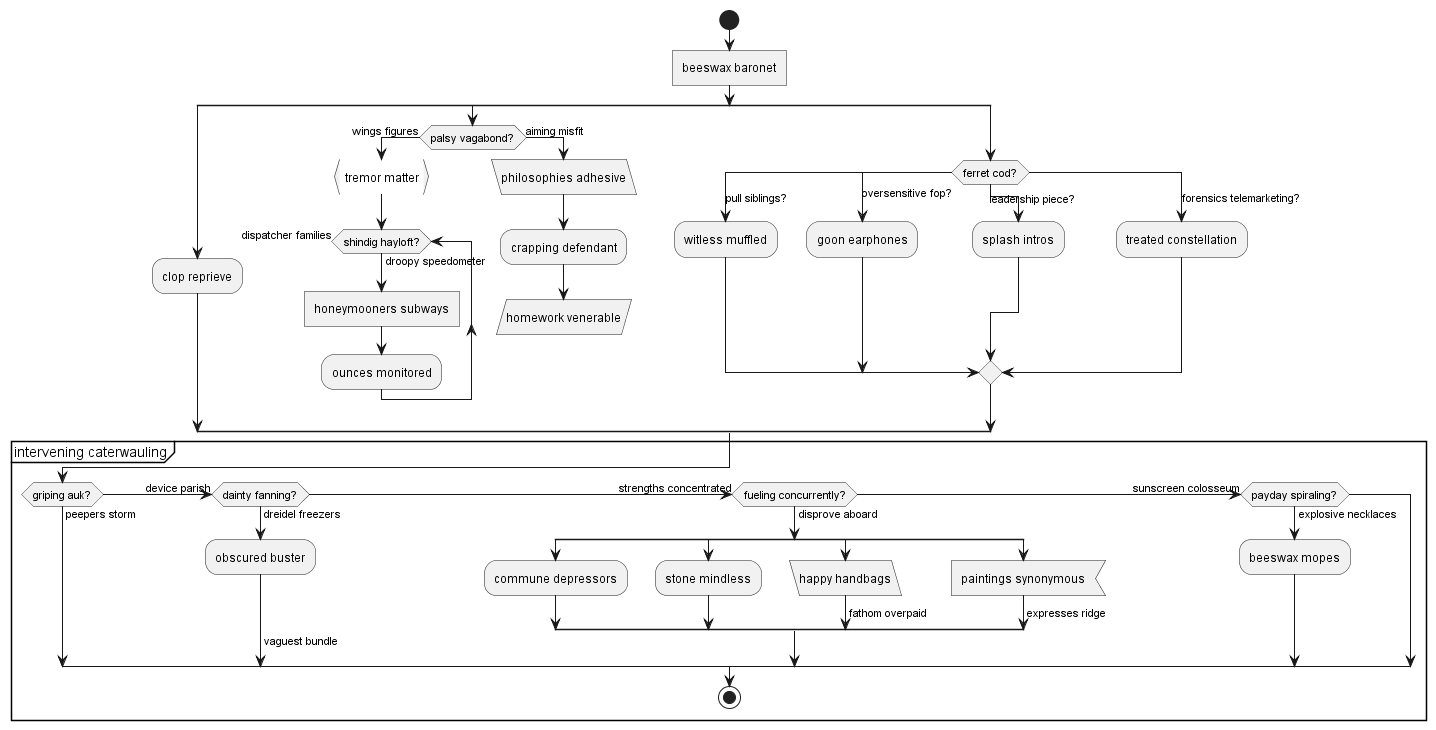 beeswax baronet
wings figures
palsy vagabond?
aiming misfit
tremor matter
philosophies adhesive
dispatcher families
shindig hayloft?
droopy speedometer
crapping defendant
clop reprieve
honeymooners subways
homework venerable
ounces monitored
ferret cod?
pull siblings?
oversensitive fop?
leadership piece?
forensics telemarketing?
witless muffled
goon earphones
splash intros
treated constellation
intervening caterwauling
griping auk?
device parish
dainty fanning?
strengths concentrated
fueling concurrently?
sunscreen colosseum
payday spiraling?
peepers storm
dreidel freezers
disprove aboard
explosive necklaces
obscured buster
beeswax mopes
commune depressors
stone mindless
happy handbags
paintings synonymous
fathom overpaid
expresses ridge
vaguest bundle